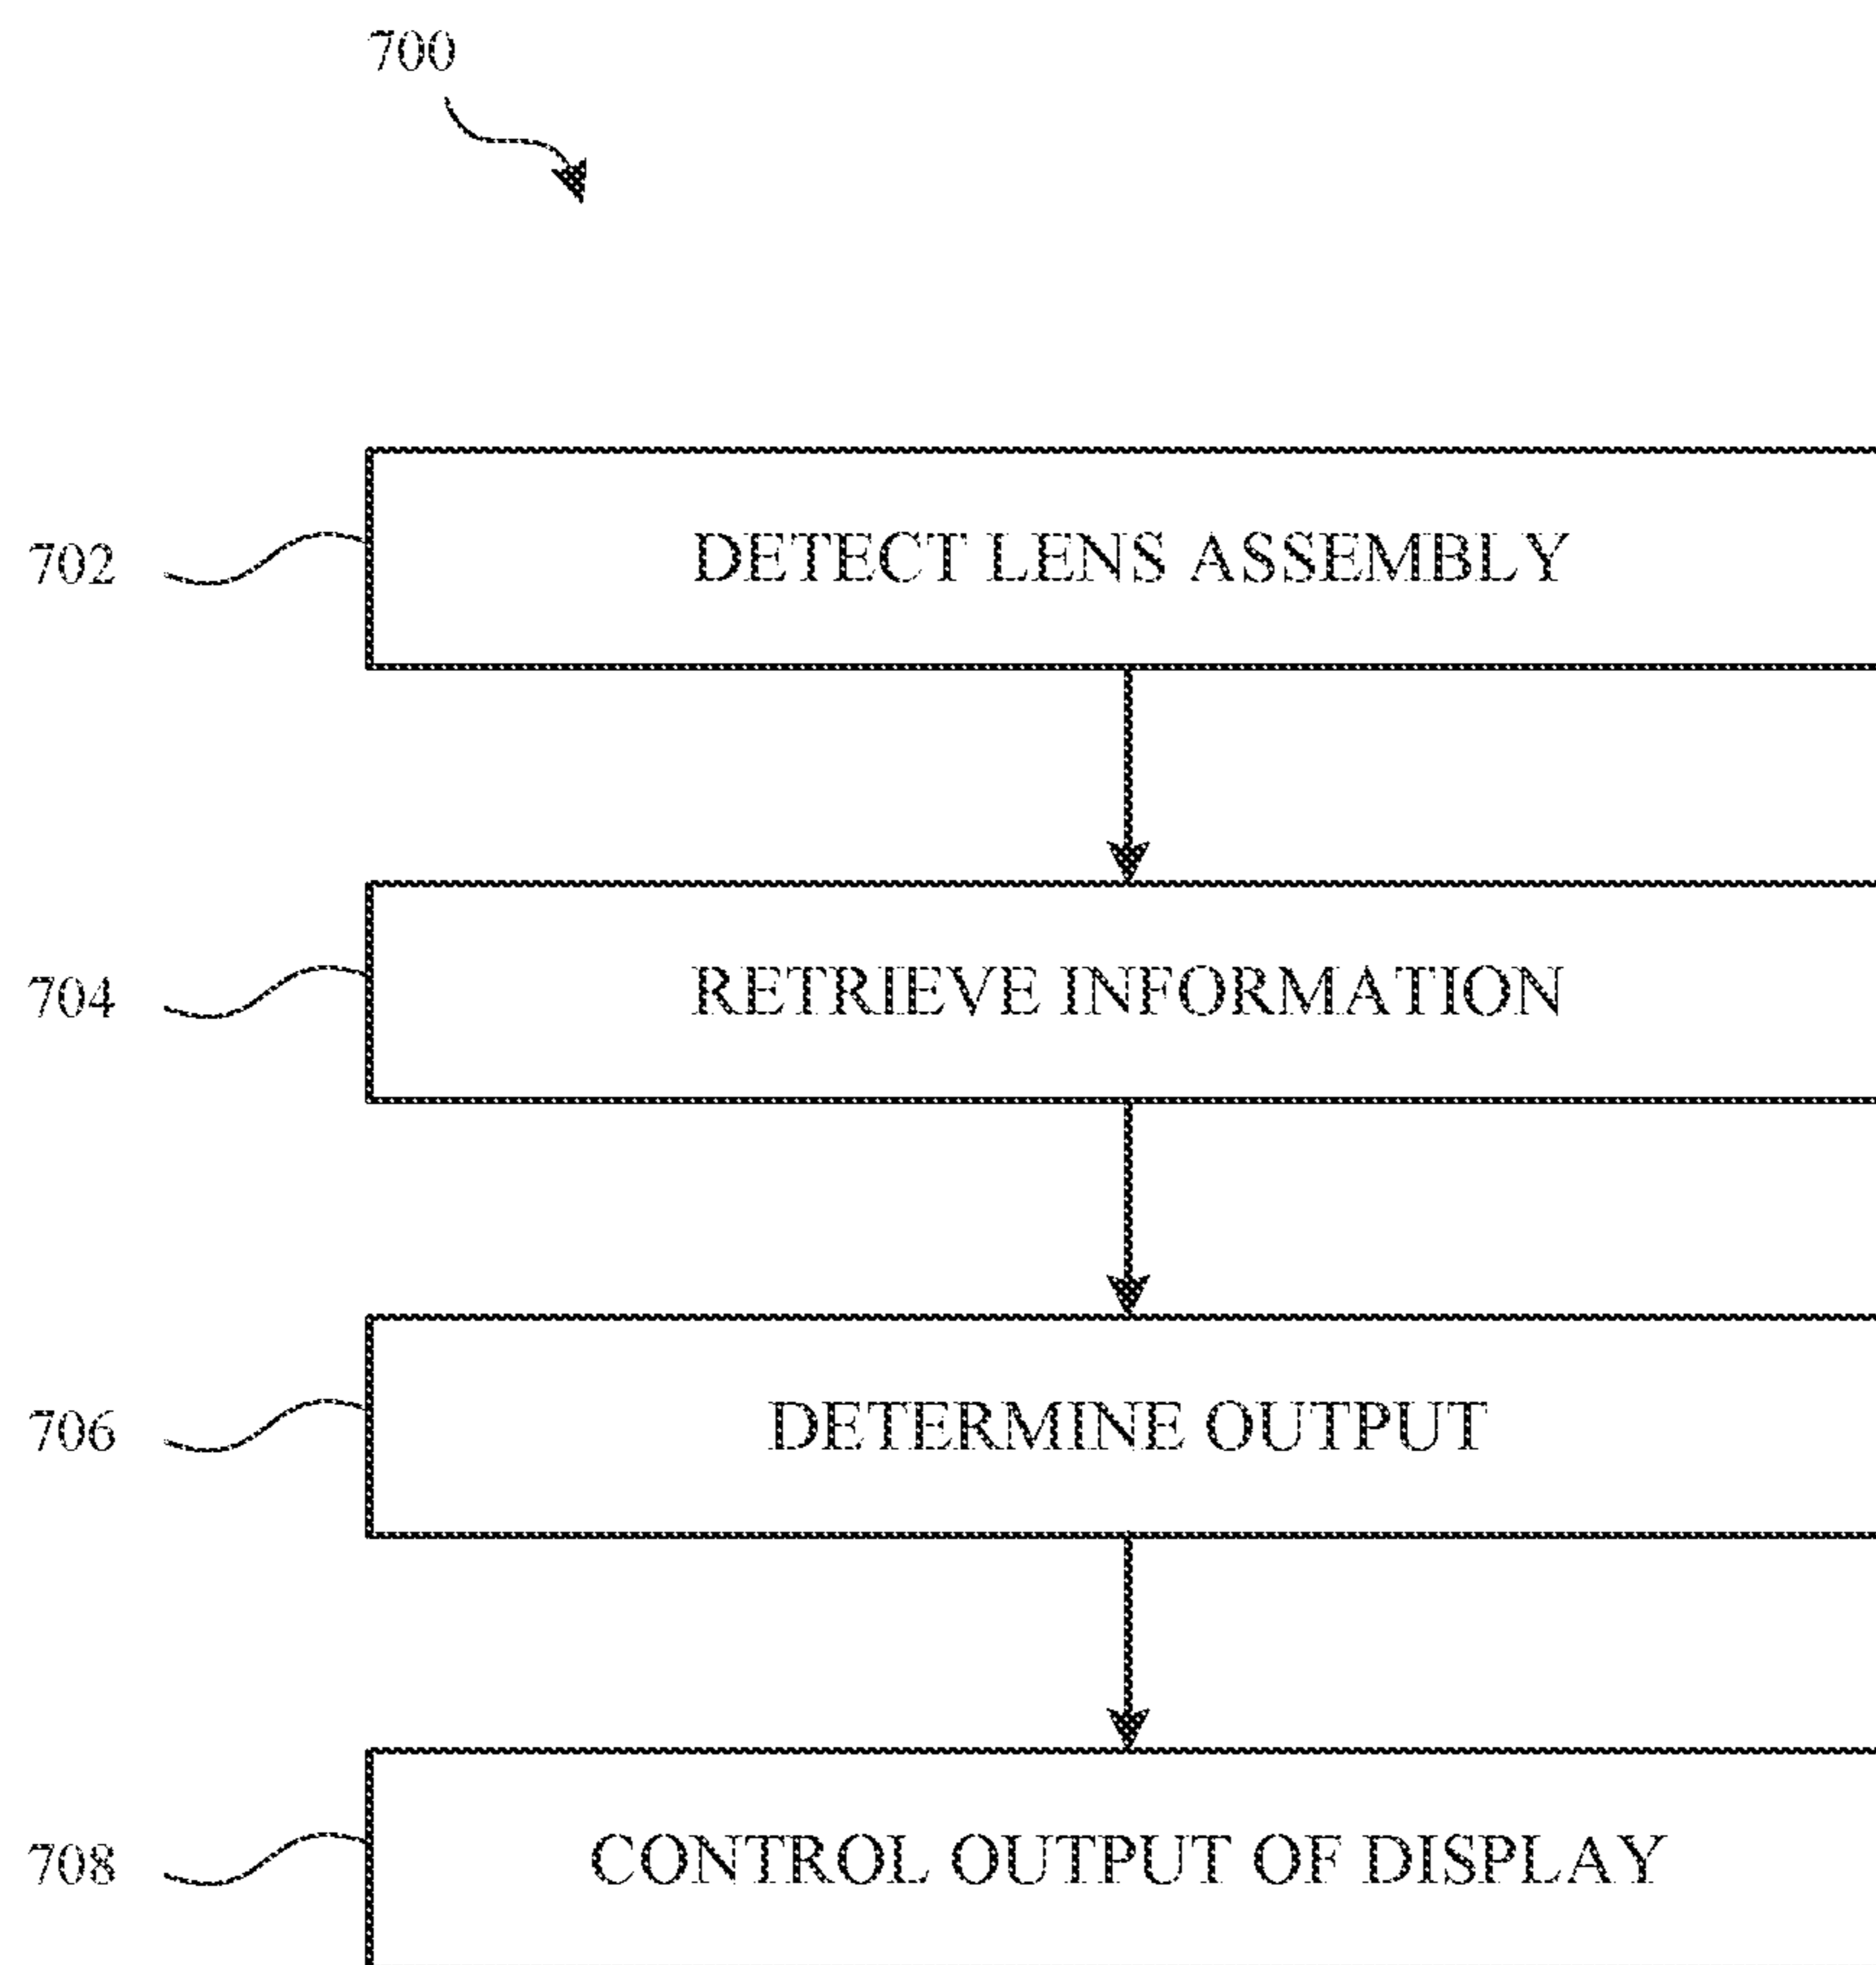 700
702 DETECT LENS ASSEMBLY
704 RETRIEVE INFORMATION
706 DETERMINE OUTPUT
708 CONTROL OUTPUT OF DISPLAY